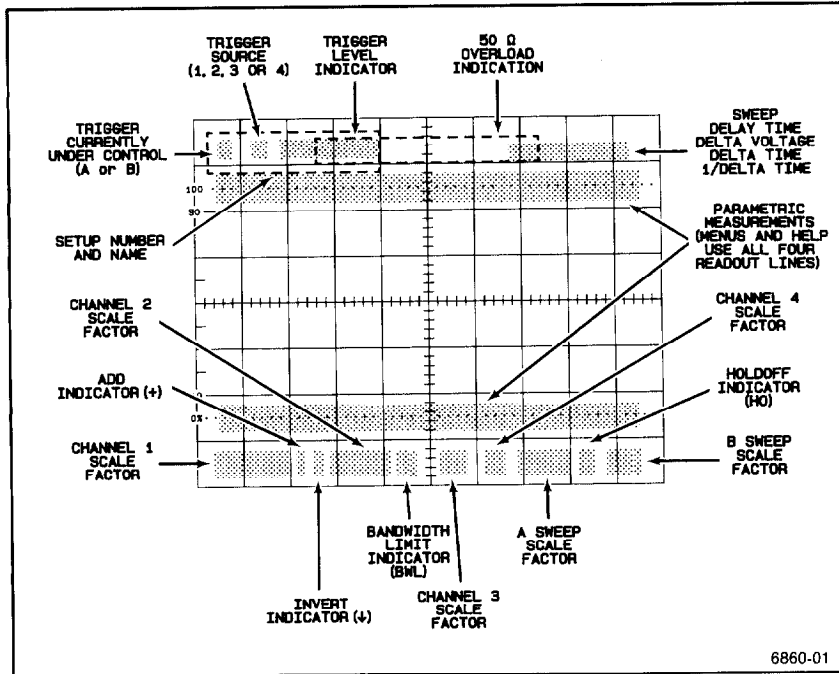 TRIGGER
SOURCE
(1, 2, 3 OR 4)
TRIGGER
LEVEL
INDICATOR
50 Ω
OVERLOAD
INDICATION
TRIGGER
CURRENTLY
UNDER CONTROL
(A or B)
SWEEP
DELAY TIME
DELTA VOLTAGE
DELTA TIME
1/DELTA TIME
100
90
SETUP NUMBER
AND NAME
PARAMETRIC
MEASUREMENTS
(MENUS AND HELP
USE ALL FOUR
READOUT LINES)
CHANNEL 2
SCALE
FACTOR
CHANNEL 4
SCALE
FACTOR
ADD
INDICATOR (+)
HOLDOFF
INDICATOR
(HO)
0%
CHANNEL 1
SCALE
FACTOR
B SWEEP
SCALE
FACTOR
BANDWIDTH
LIMIT
INDICATOR
(BWL)
A SWEEP
SCALE
FACTOR
INVERT
INDICATOR (↓)
CHANNEL 3
SCALE
FACTOR
6860-01